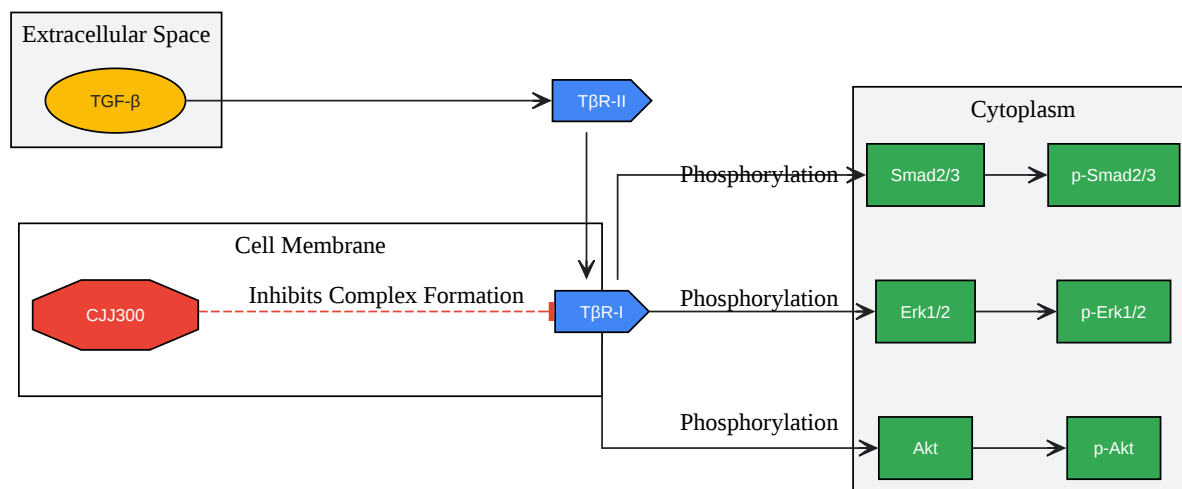 Extracellular Space
TGF-β
TβR-II
Cytoplasm
Phosphorylation
Smad2/3
p-Smad2/3
Cell Membrane
CJJ300
Inhibits Complex Formation
TβR-I
Phosphorylation
Erk1/2
p-Erk1/2
Phosphorylation
Akt
p-Akt